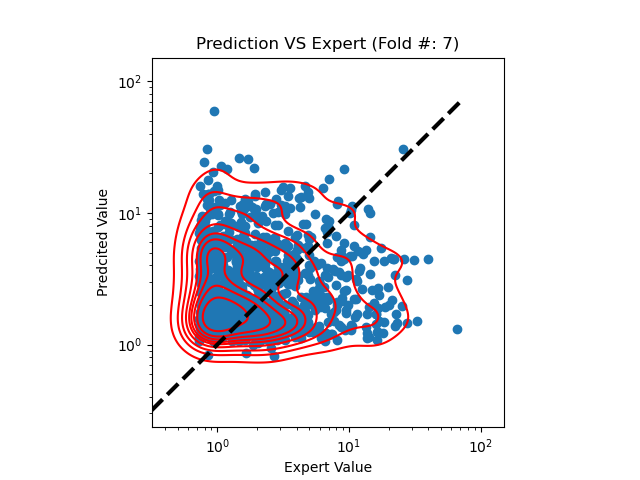 Prediction VS Expert (Fold #: 7)
Predcited Value
10²
10¹
10⁰
10⁰ 10¹ 10²
Expert Value